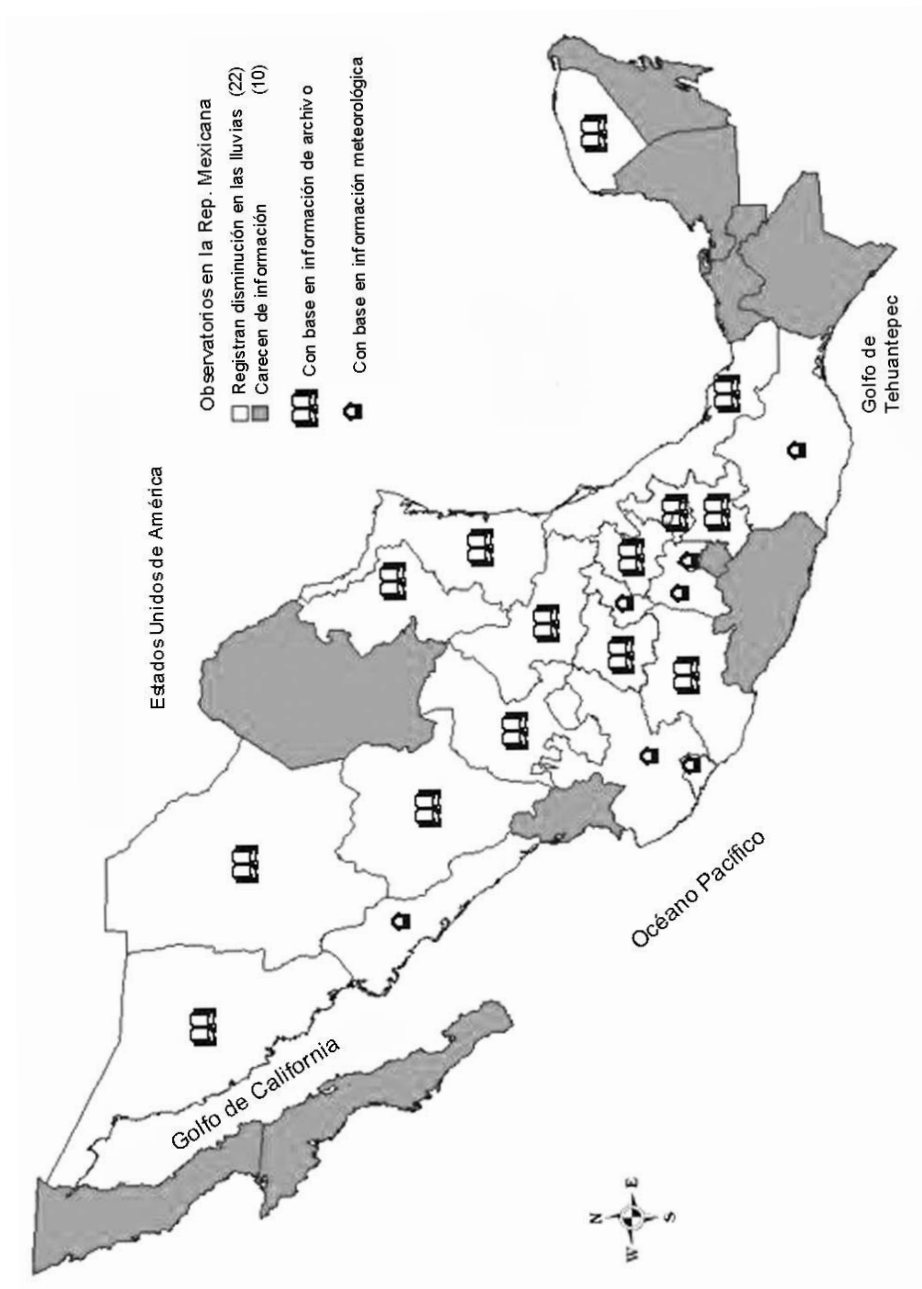 Observatorios en la Rep. Mexicana
Registran disminución en las lluvias (22)
Carecen de información (10)
Con base en información de archivo
Con base en información meteorológica
Estados Unidos de América
Golfo de California
Océano Pacífico
Golfo de
Tehuantepec
N
W E
S